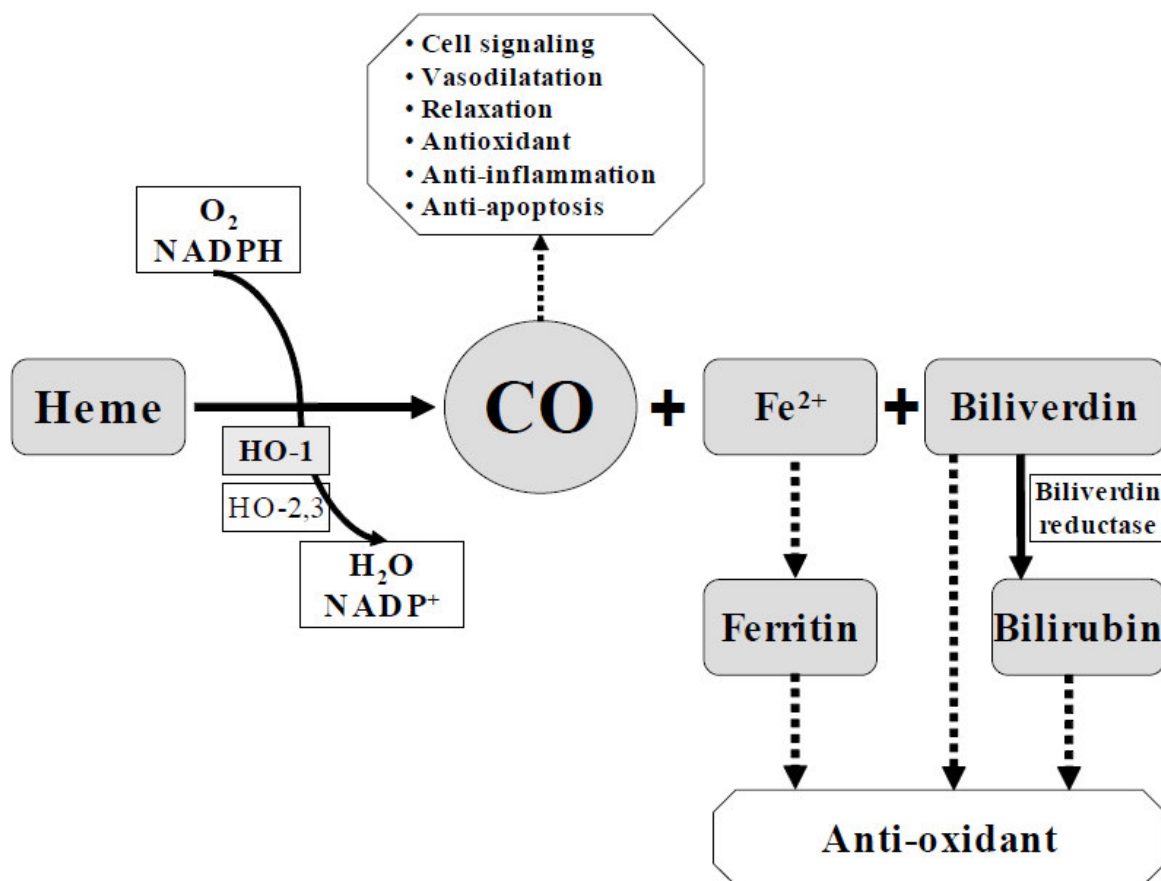 • Cell signaling
• Vasodilatation
• Relaxation
• Antioxidant
• Anti-inflammation
• Anti-apoptosis
O₂
NADPH
Heme
CO
+
Fe²⁺
+
Biliverdin
HO-1
HO-2,3
H₂O
NADP⁺
Biliverdin
reductase
Ferritin
Bilirubin
Anti-oxidant